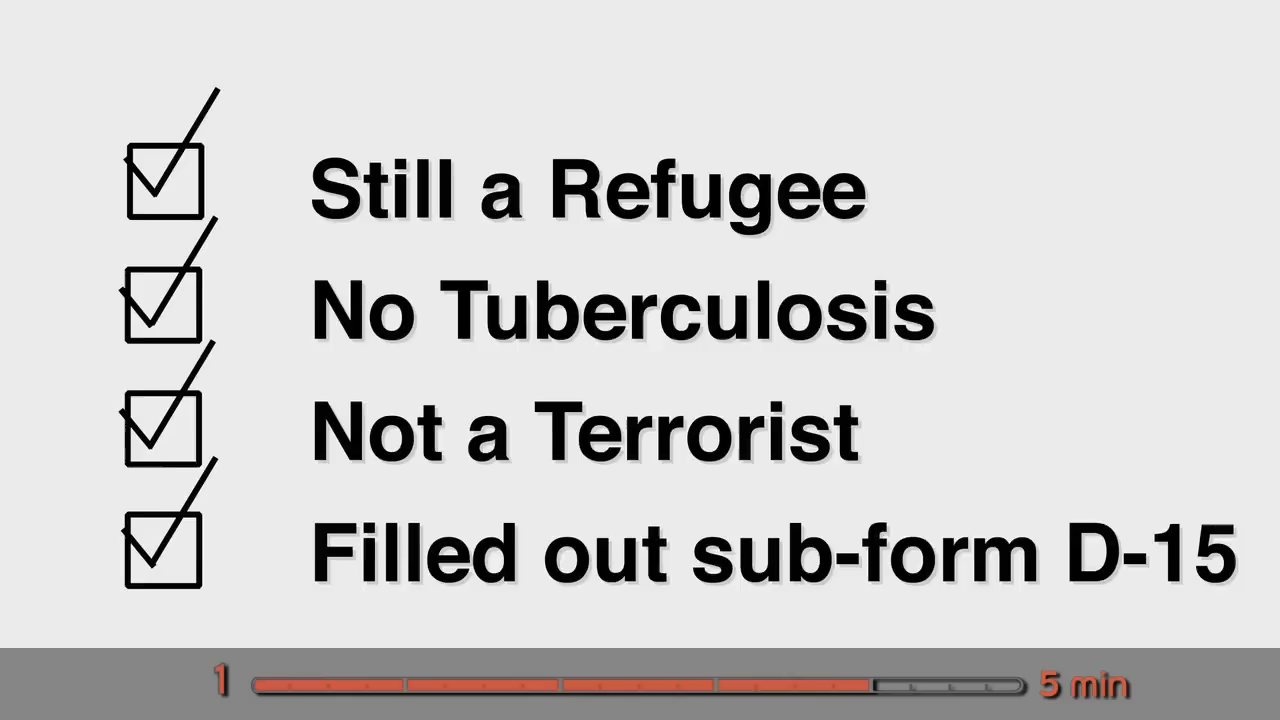 Still a Refugee
No Tuberculosis
Not a Terrorist
Filled out sub-form D-15
1 5 min